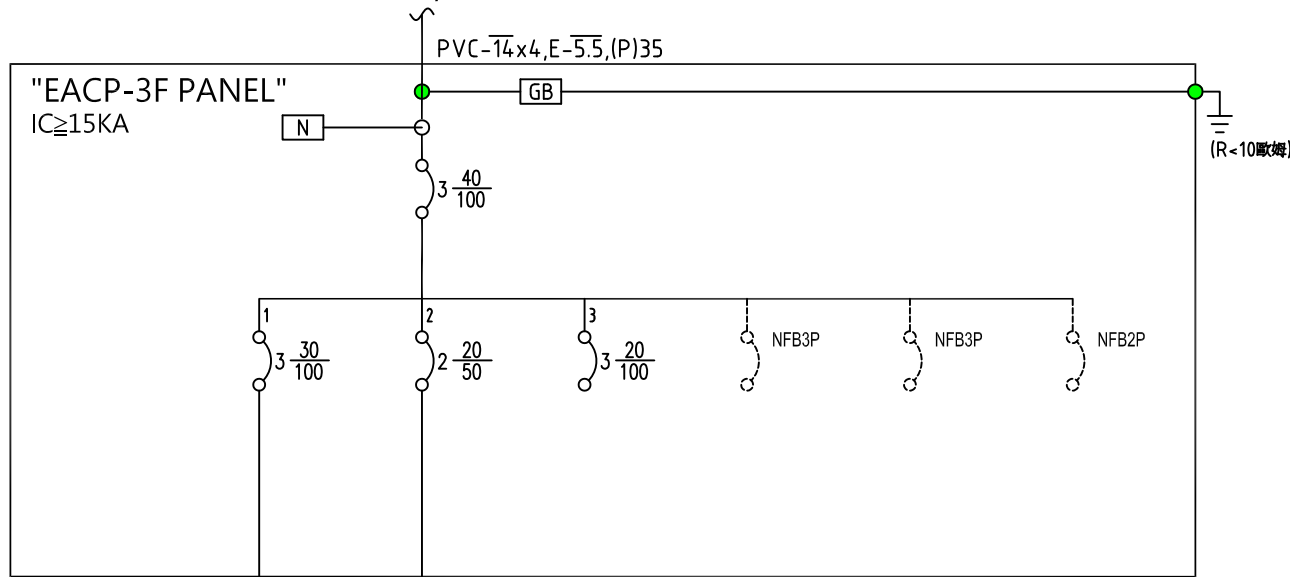 PVC-14x4,E-5.5,(P)35
"EACP-3F PANEL"
IC≧15KA
GB
N
(R<10歐姆)
3 40/100
1
2
3
3 30/100
2 20/50
3 20/100
NFB3P
NFB3P
NFB2P